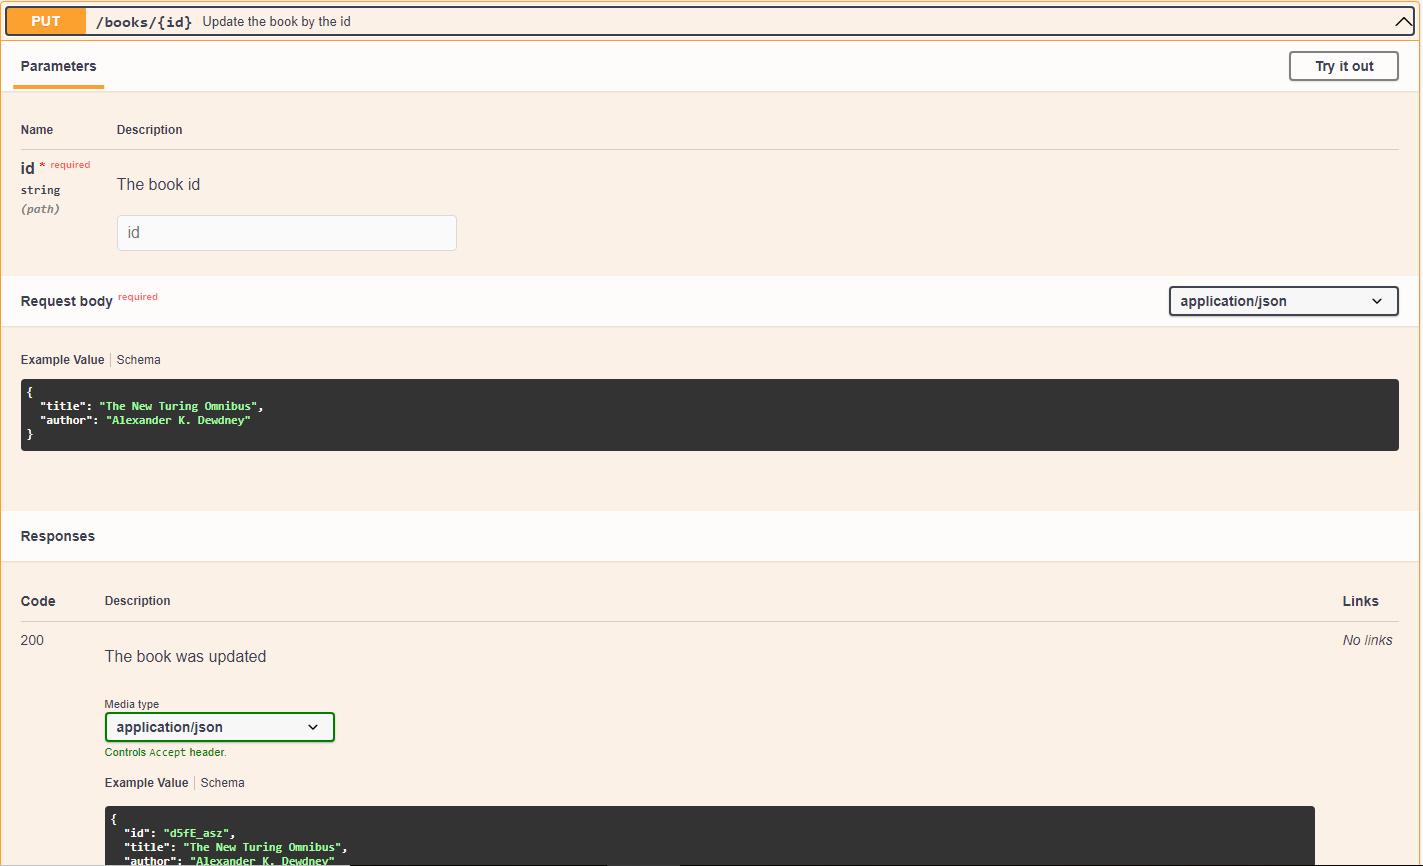 PUT /books/{id} Update the book by the id
Parameters Try it out
Name Description
id * required
The book id
string
(path)
id
Request body required application/json
Example Value Schema
{
"title": "The New Turing Omnibus",
"author": "Alexander K. Dewdney"
}
Responses
Code Description Links
200 No links
The book was updated
Media type
application/json
Controls Accept header.
Example Value Schema
{
"id": "d5fE_asz",
"title": "The New Turing Omnibus",
"author": "Alexander K. Dewdney"